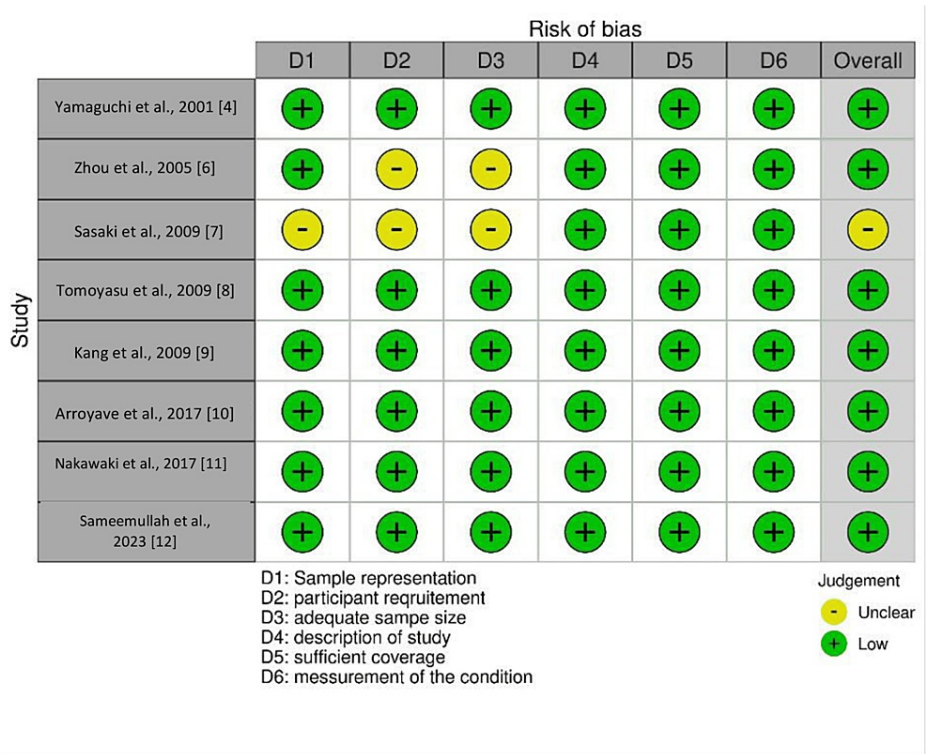 Risk of bias
D1 D2 D3 D4 D5 D6 Overall
Yamaguchi et al., 2001 [4] + + + + + + +
Zhou et al., 2005 [6] + - - + + + +
Sasaki et al., 2009 [7] - - - + + + -
Tomoyasu et al., 2009 [8] + + + + + + +
Kang et al., 2009 [9] + + + + + + +
Arroyave et al., 2017 [10] + + + + + + +
Nakawaki et al., 2017 [11] + + + + + + +
Sameemullah et al.,
2023 [12] + + + + + + +
Study
D1: Sample representation
D2: participant reqruitement
D3: adequate sampe size
D4: description of study
D5: sufficient coverage
D6: messurement of the condition
Judgement
- Unclear
+ Low